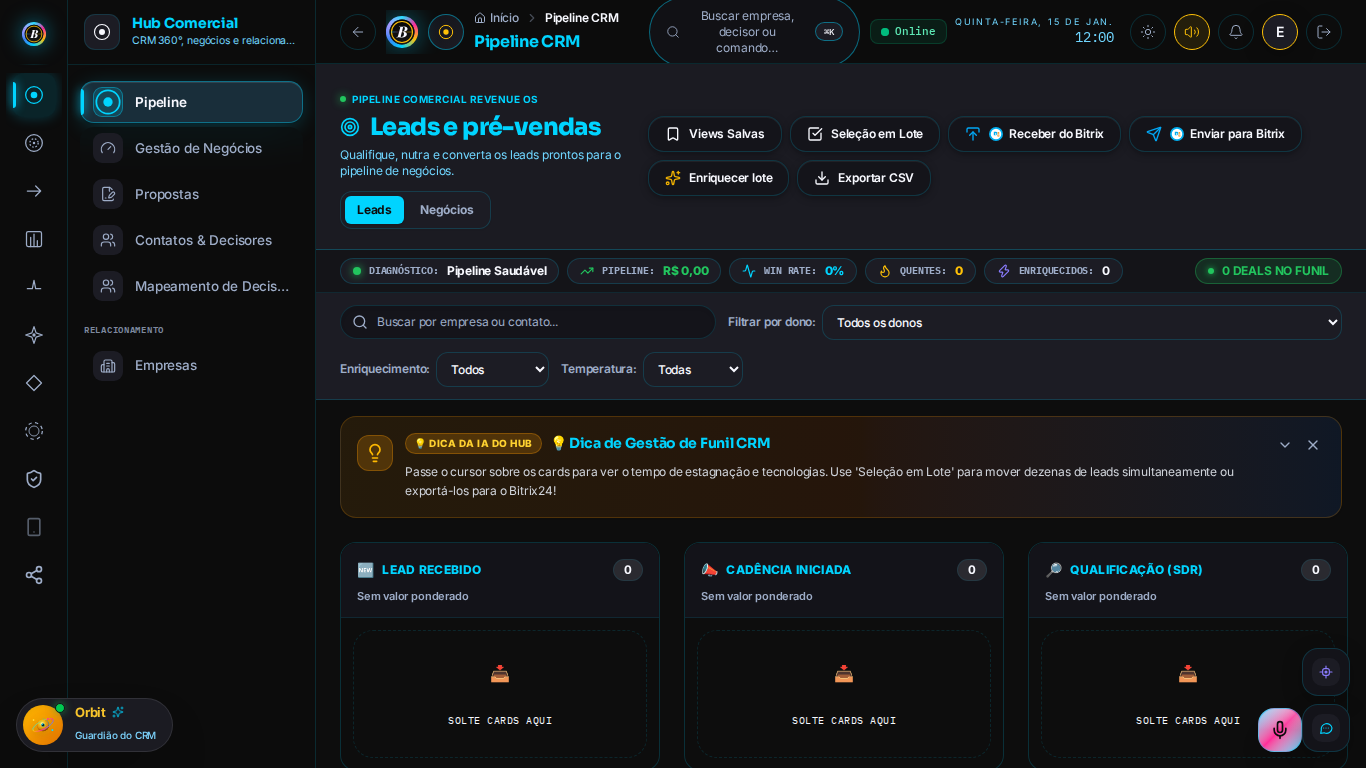 B
Hub Comercial
CRM 360°, negócios e relaciona...
Pipeline
Gestão de Negócios
Propostas
Contatos & Decisores
Mapeamento de Decis...
RELACIONAMENTO
Empresas
Orbit
Guardião do CRM
B
Início
Pipeline CRM
Pipeline CRM
Buscar empresa,
decisor ou
comando...
⌘K
Online
QUINTA-FEIRA, 15 DE JAN.
12:00
E
PIPELINE COMERCIAL REVENUE OS
Leads e pré-vendas
Qualifique, nutra e converta os leads prontos para o
pipeline de negócios.
Leads
Negócios
Views Salvas
Seleção em Lote
Receber do Bitrix
Enviar para Bitrix
Enriquecer lote
Exportar CSV
DIAGNÓSTICO: Pipeline Saudável
PIPELINE: R$ 0,00
WIN RATE: 0%
QUENTES: 0
ENRIQUECIDOS: 0
0 DEALS NO FUNIL
Buscar por empresa ou contato...
Filtrar por dono: Todos os donos
Enriquecimento: Todos
Temperatura: Todas
💡 DICA DA IA DO HUB
💡 Dica de Gestão de Funil CRM
Passe o cursor sobre os cards para ver o tempo de estagnação e tecnologias. Use 'Seleção em Lote' para mover dezenas de leads simultaneamente ou
exportá-los para o Bitrix24!
🆕 LEAD RECEBIDO 0
Sem valor ponderado
SOLTE CARDS AQUI
📣 CADÊNCIA INICIADA 0
Sem valor ponderado
SOLTE CARDS AQUI
🔎 QUALIFICAÇÃO (SDR) 0
Sem valor ponderado
SOLTE CARDS AQUI